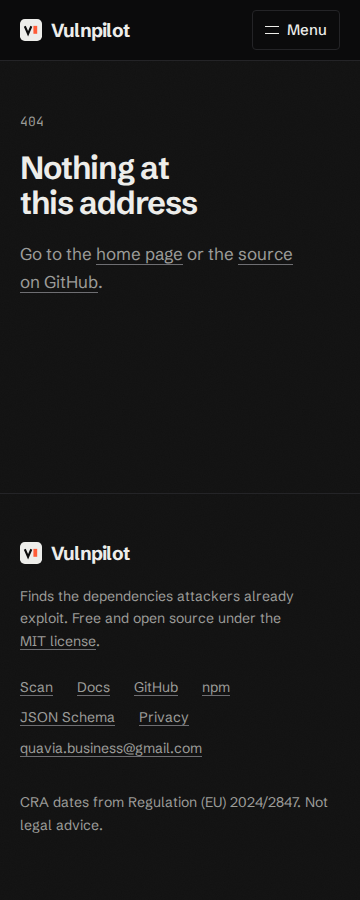 Vulnpilot
Menu
404
Nothing at
this address
Go to the home page or the source
on GitHub.
Vulnpilot
Finds the dependencies attackers already
exploit. Free and open source under the
MIT license.
Scan Docs GitHub npm
JSON Schema Privacy
quavia.business@gmail.com
CRA dates from Regulation (EU) 2024/2847. Not
legal advice.